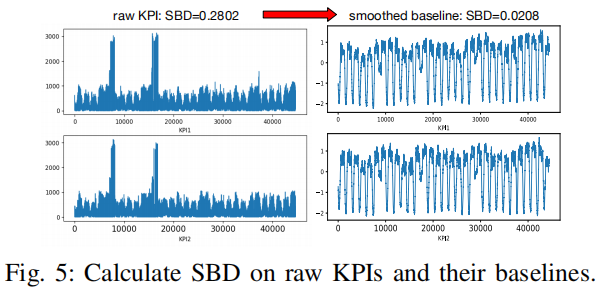 raw KPI: SBD=0.2802 smoothed baseline: SBD=0.0208
3000
2000
1000
0
0 10000 20000 30000 40000
KPI1
1
0
−1
−2
0 10000 20000 30000 40000
KPI1
3000
2000
1000
0
0 10000 20000 30000 40000
KPI2
1
0
−1
−2
0 10000 20000 30000 40000
KPI2
Fig. 5: Calculate SBD on raw KPIs and their baselines.